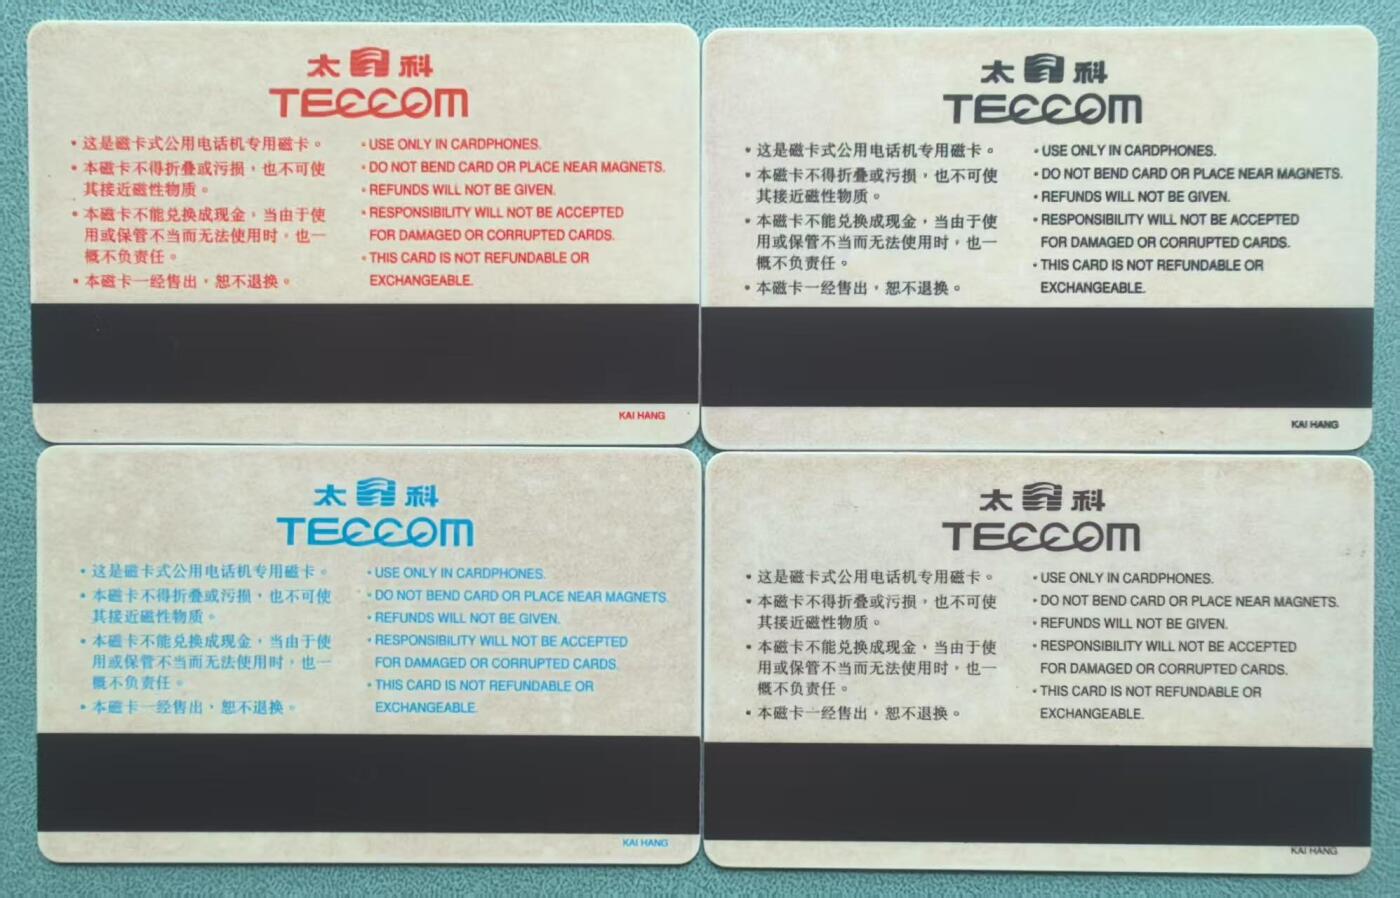 太 科
TECCOM
• 这是磁卡式公用电话机专用磁卡。
• 本磁卡不得折叠或污损，也不可使
其接近磁性物质。
• 本磁卡不能兑换成现金，当由于使
用或保管不当而无法使用时，也一
概不负责任。
• 本磁卡一经售出，恕不退换。
• USE ONLY IN CARDPHONES.
• DO NOT BEND CARD OR PLACE NEAR MAGNETS.
• REFUNDS WILL NOT BE GIVEN.
• RESPONSIBILITY WILL NOT BE ACCEPTED
FOR DAMAGED OR CORRUPTED CARDS.
• THIS CARD IS NOT REFUNDABLE OR
EXCHANGEABLE.
KAI HANG
太 科
TECCOM
• 这是磁卡式公用电话机专用磁卡。
• 本磁卡不得折叠或污损，也不可使
其接近磁性物质。
• 本磁卡不能兑换成现金，当由于使
用或保管不当而无法使用时，也一
概不负责任。
• 本磁卡一经售出，恕不退换。
• USE ONLY IN CARDPHONES.
• DO NOT BEND CARD OR PLACE NEAR MAGNETS.
• REFUNDS WILL NOT BE GIVEN.
• RESPONSIBILITY WILL NOT BE ACCEPTED
FOR DAMAGED OR CORRUPTED CARDS.
• THIS CARD IS NOT REFUNDABLE OR
EXCHANGEABLE.
KAI HANG
太 科
TECCOM
• 这是磁卡式公用电话机专用磁卡。
• 本磁卡不得折叠或污损，也不可使
其接近磁性物质。
• 本磁卡不能兑换成现金，当由于使
用或保管不当而无法使用时，也一
概不负责任。
• 本磁卡一经售出，恕不退换。
• USE ONLY IN CARDPHONES.
• DO NOT BEND CARD OR PLACE NEAR MAGNETS.
• REFUNDS WILL NOT BE GIVEN.
• RESPONSIBILITY WILL NOT BE ACCEPTED
FOR DAMAGED OR CORRUPTED CARDS.
• THIS CARD IS NOT REFUNDABLE OR
EXCHANGEABLE.
KAI HANG
太 科
TECCOM
• 这是磁卡式公用电话机专用磁卡。
• 本磁卡不得折叠或污损，也不可使
其接近磁性物质。
• 本磁卡不能兑换成现金，当由于使
用或保管不当而无法使用时，也一
概不负责任。
• 本磁卡一经售出，恕不退换。
• USE ONLY IN CARDPHONES.
• DO NOT BEND CARD OR PLACE NEAR MAGNETS.
• REFUNDS WILL NOT BE GIVEN.
• RESPONSIBILITY WILL NOT BE ACCEPTED
FOR DAMAGED OR CORRUPTED CARDS.
• THIS CARD IS NOT REFUNDABLE OR
EXCHANGEABLE.
KAI HANG